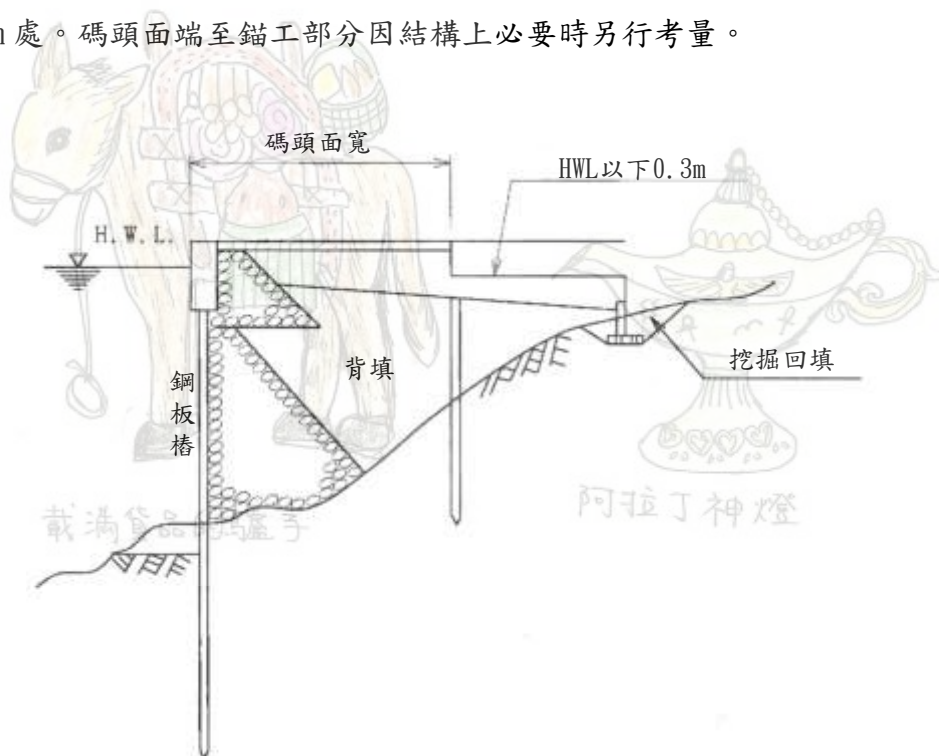 處。碼頭面端至錨工部分因結構上必要時另行考量。
碼頭面寬
HWL以下0.3m
H.W.L.
背填
挖掘回填
鋼板樁
載滿貨品的驢子
阿拉丁神燈